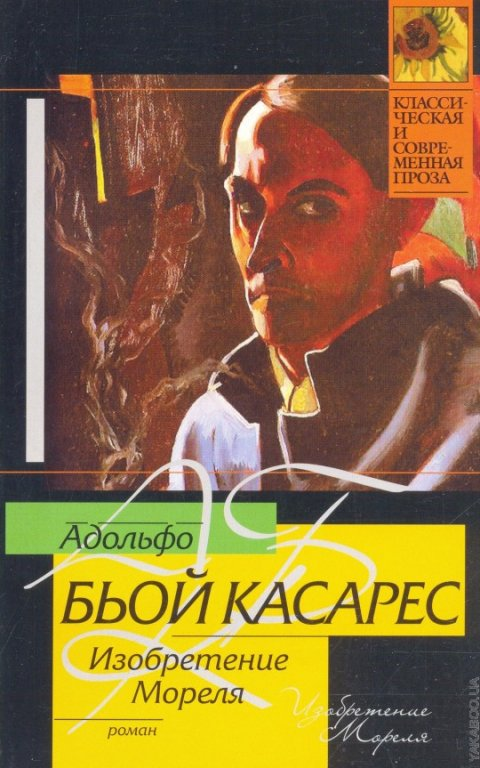 КЛАССИ-
ЧЕСКАЯ
И
СОВРЕ-
МЕННАЯ
ПРОЗА
Адольфо
БЬОЙ КАСАРЕС
Изобретение
Мореля
роман
Изобретение
Мореля
YAKABOO.UA